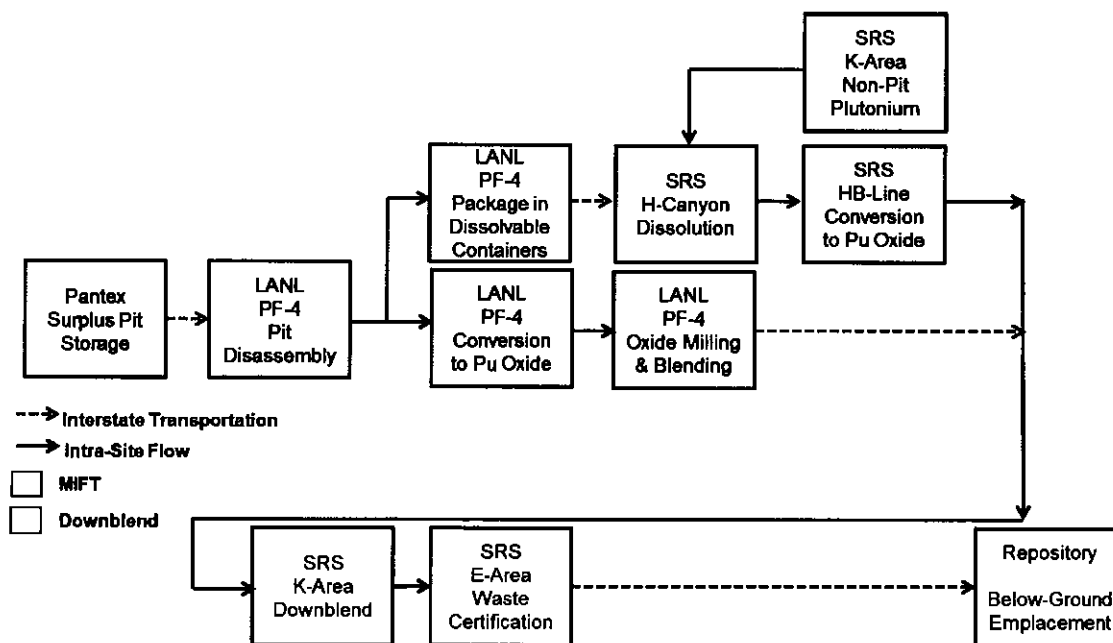 SRS
K-Area
Non-Pit
Plutonium
LANL
PF-4
Package in
Dissolvable
Containers
SRS
H-Canyon
Dissolution
SRS
HB-Line
Conversion
to Pu Oxide
Pantex
Surplus Pit
Storage
LANL
PF-4
Pit
Disassembly
LANL
PF-4
Conversion
to Pu Oxide
LANL
PF-4
Oxide Milling
& Blending
Interstate Transportation
Intra-Site Flow
MIFT
Downblend
SRS
K-Area
Downblend
SRS
E-Area
Waste
Certification
Repository
Below-Ground
Emplacement